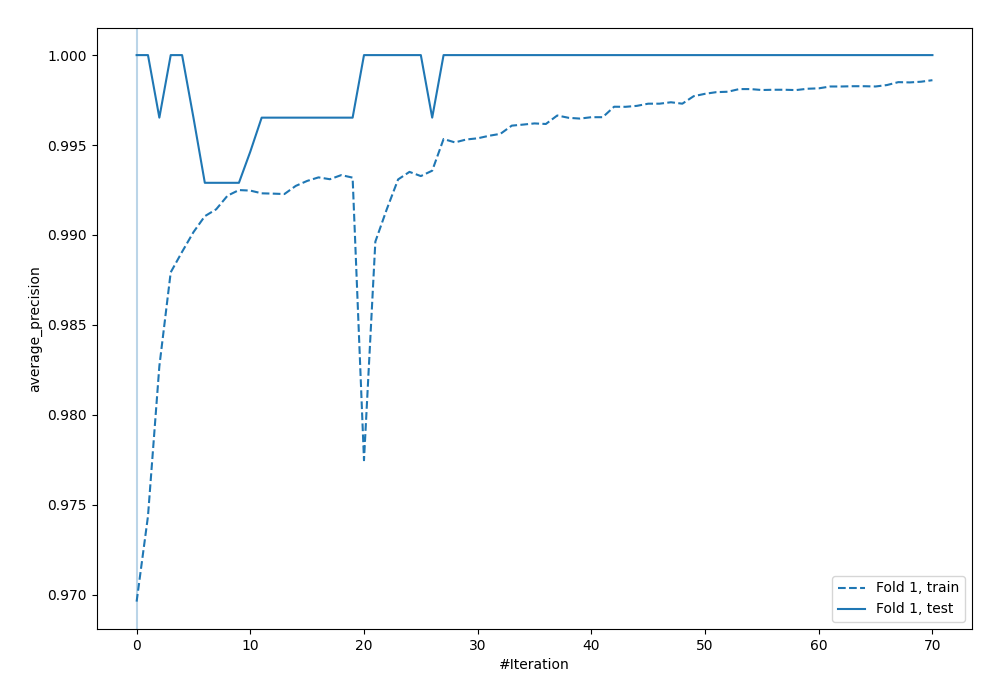 1.000
0.995
0.990
0.985
0.980
0.975
0.970
average_precision
0 10 20 30 40 50 60 70
#Iteration
Fold 1, train
Fold 1, test